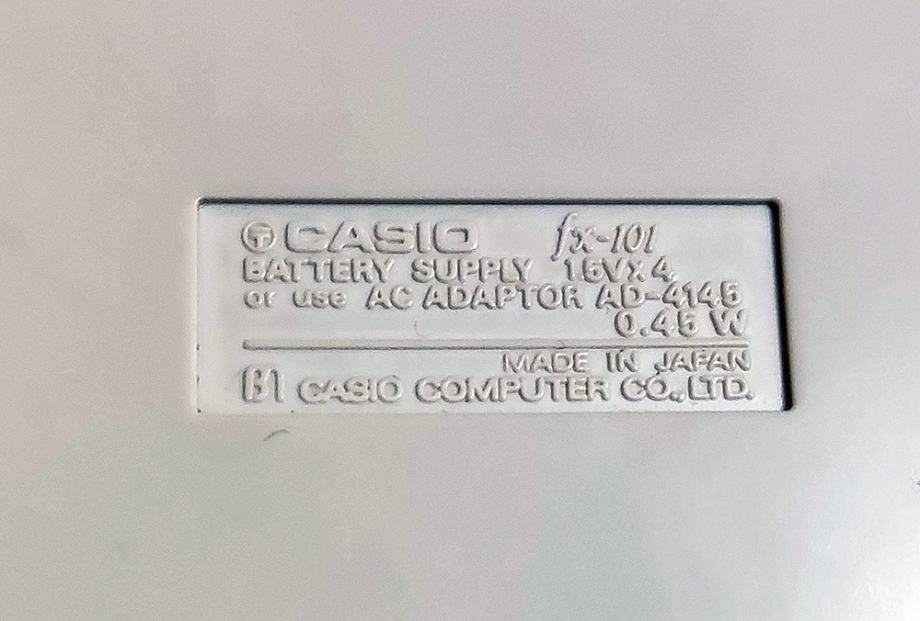 CASIO fx-101
BATTERY SUPPLY 1.5V×4,
or use AC ADAPTOR AD-4145
0.45 W
MADE IN JAPAN
CASIO COMPUTER CO.,LTD.